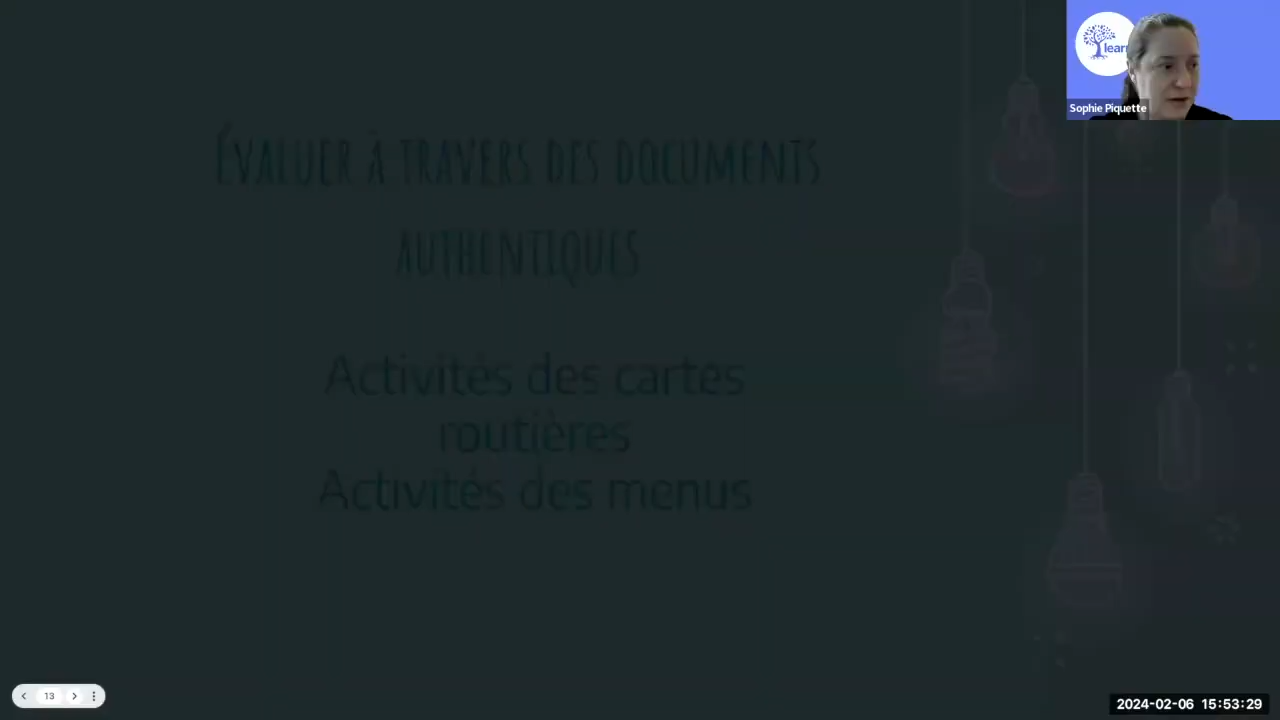 lear
Sophie Piquette
Évaluer à travers des documents
authentiques
Activités des cartes
routières
Activités des menus
13
2024-02-06 15:53:29